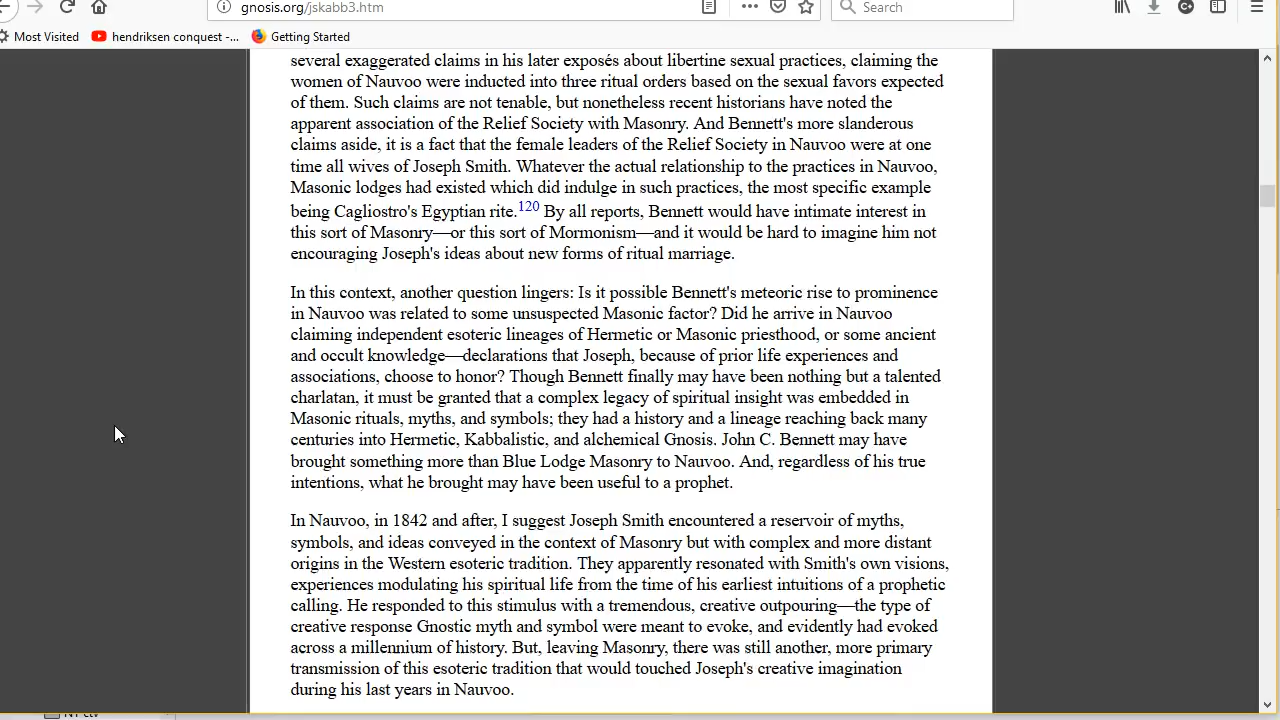 gnosis.org/jskabb3.htm
Search
Most Visited
hendriksen conquest -...
Getting Started
several exaggerated claims in his later exposés about libertine sexual practices, claiming the
women of Nauvoo were inducted into three ritual orders based on the sexual favors expected
of them. Such claims are not tenable, but nonetheless recent historians have noted the
apparent association of the Relief Society with Masonry. And Bennett's more slanderous
claims aside, it is a fact that the female leaders of the Relief Society in Nauvoo were at one
time all wives of Joseph Smith. Whatever the actual relationship to the practices in Nauvoo,
Masonic lodges had existed which did indulge in such practices, the most specific example
being Cagliostro's Egyptian rite.120 By all reports, Bennett would have intimate interest in
this sort of Masonry—or this sort of Mormonism—and it would be hard to imagine him not
encouraging Joseph's ideas about new forms of ritual marriage.
In this context, another question lingers: Is it possible Bennett's meteoric rise to prominence
in Nauvoo was related to some unsuspected Masonic factor? Did he arrive in Nauvoo
claiming independent esoteric lineages of Hermetic or Masonic priesthood, or some ancient
and occult knowledge—declarations that Joseph, because of prior life experiences and
associations, choose to honor? Though Bennett finally may have been nothing but a talented
charlatan, it must be granted that a complex legacy of spiritual insight was embedded in
Masonic rituals, myths, and symbols; they had a history and a lineage reaching back many
centuries into Hermetic, Kabbalistic, and alchemical Gnosis. John C. Bennett may have
brought something more than Blue Lodge Masonry to Nauvoo. And, regardless of his true
intentions, what he brought may have been useful to a prophet.
In Nauvoo, in 1842 and after, I suggest Joseph Smith encountered a reservoir of myths,
symbols, and ideas conveyed in the context of Masonry but with complex and more distant
origins in the Western esoteric tradition. They apparently resonated with Smith's own visions,
experiences modulating his spiritual life from the time of his earliest intuitions of a prophetic
calling. He responded to this stimulus with a tremendous, creative outpouring—the type of
creative response Gnostic myth and symbol were meant to evoke, and evidently had evoked
across a millennium of history. But, leaving Masonry, there was still another, more primary
transmission of this esoteric tradition that would touched Joseph's creative imagination
during his last years in Nauvoo.